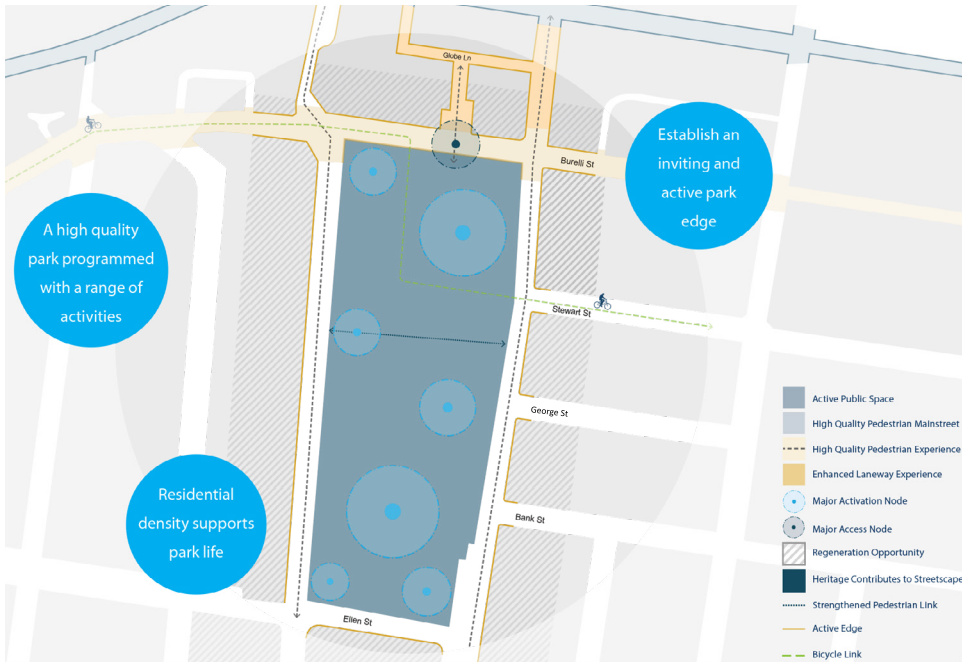 Globe Ln
Burelli St
Establish an
inviting and
active park
edge
A high quality
park programmed
with a range of
activities
Stewart St
George St
Residential
density supports
park life
Bank St
Ellen St
Active Public Space
High Quality Pedestrian Mainstreet
High Quality Pedestrian Experience
Enhanced Laneway Experience
Major Activation Node
Major Access Node
Regeneration Opportunity
Heritage Contributes to Streetscape
Strengthened Pedestrian Link
Active Edge
Bicycle Link